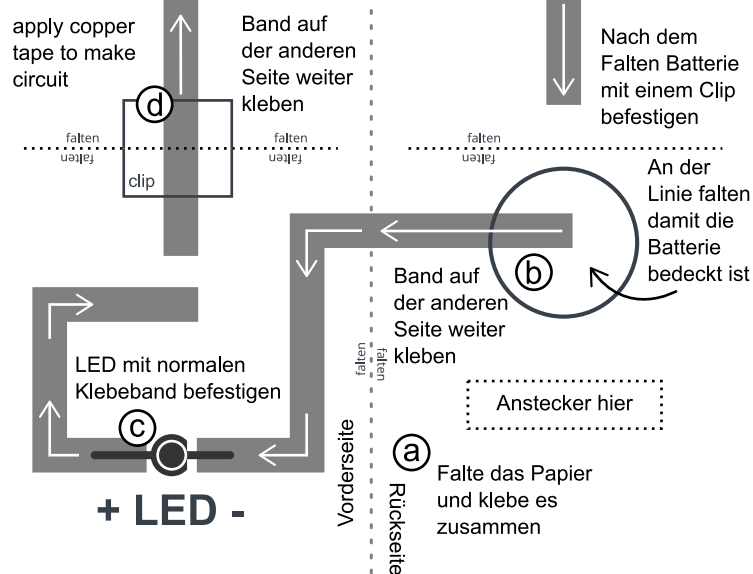 apply copper
tape to make
circuit
Band auf
der anderen
Seite weiter
kleben
Nach dem
Falten Batterie
mit einem Clip
befestigen
d
falten
falten
falten
falten
clip
falten
falten
An der
Linie falten
damit die
Batterie
bedeckt ist
b
Band auf
der anderen
Seite weiter
kleben
falten
falten
LED mit normalen
Klebeband befestigen
c
+ LED -
Anstecker hier
Vorderseite
Rückseite
a
Falte das Papier
und klebe es
zusammen